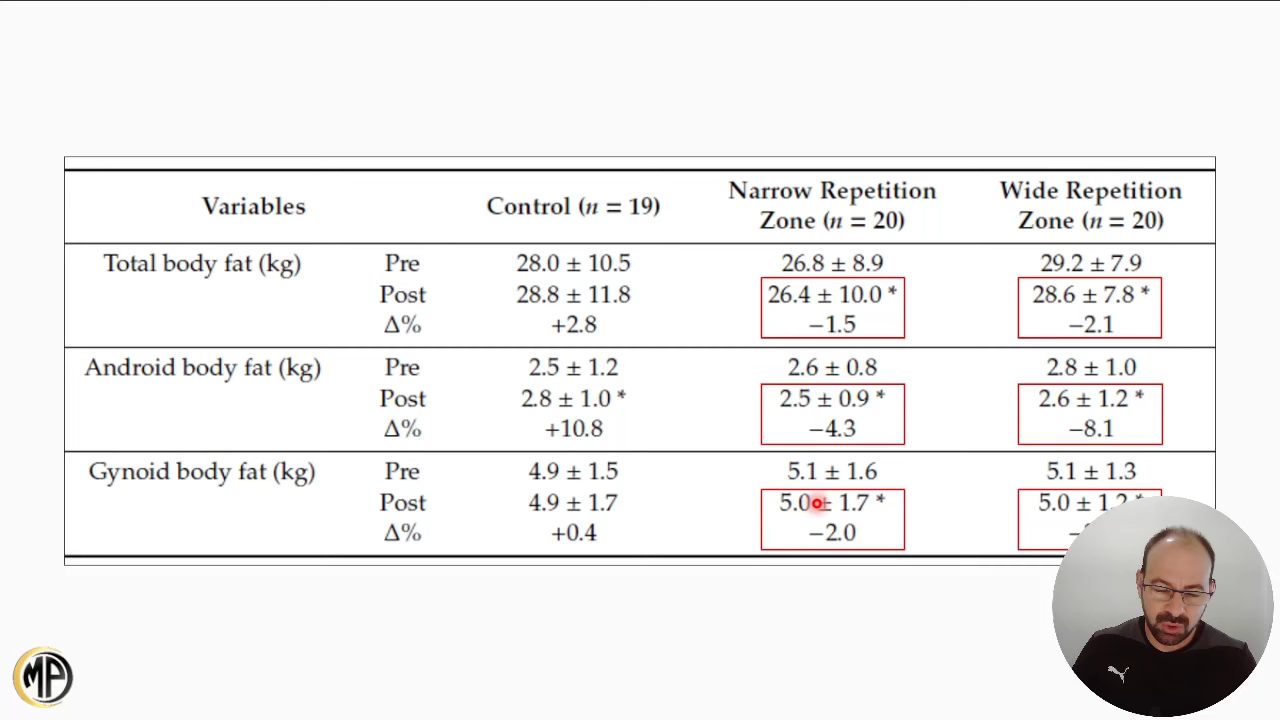 Variables Control (n = 19) Narrow Repetition Zone (n = 20) Wide Repetition Zone (n = 20)
Total body fat (kg) Pre 28.0 ± 10.5 26.8 ± 8.9 29.2 ± 7.9
Post 28.8 ± 11.8 26.4 ± 10.0 * 28.6 ± 7.8 *
Δ% +2.8 −1.5 −2.1
Android body fat (kg) Pre 2.5 ± 1.2 2.6 ± 0.8 2.8 ± 1.0
Post 2.8 ± 1.0 * 2.5 ± 0.9 * 2.6 ± 1.2 *
Δ% +10.8 −4.3 −8.1
Gynoid body fat (kg) Pre 4.9 ± 1.5 5.1 ± 1.6 5.1 ± 1.3
Post 4.9 ± 1.7 5.0 ± 1.7 * 5.0 ±
Δ% +0.4 −2.0
MP